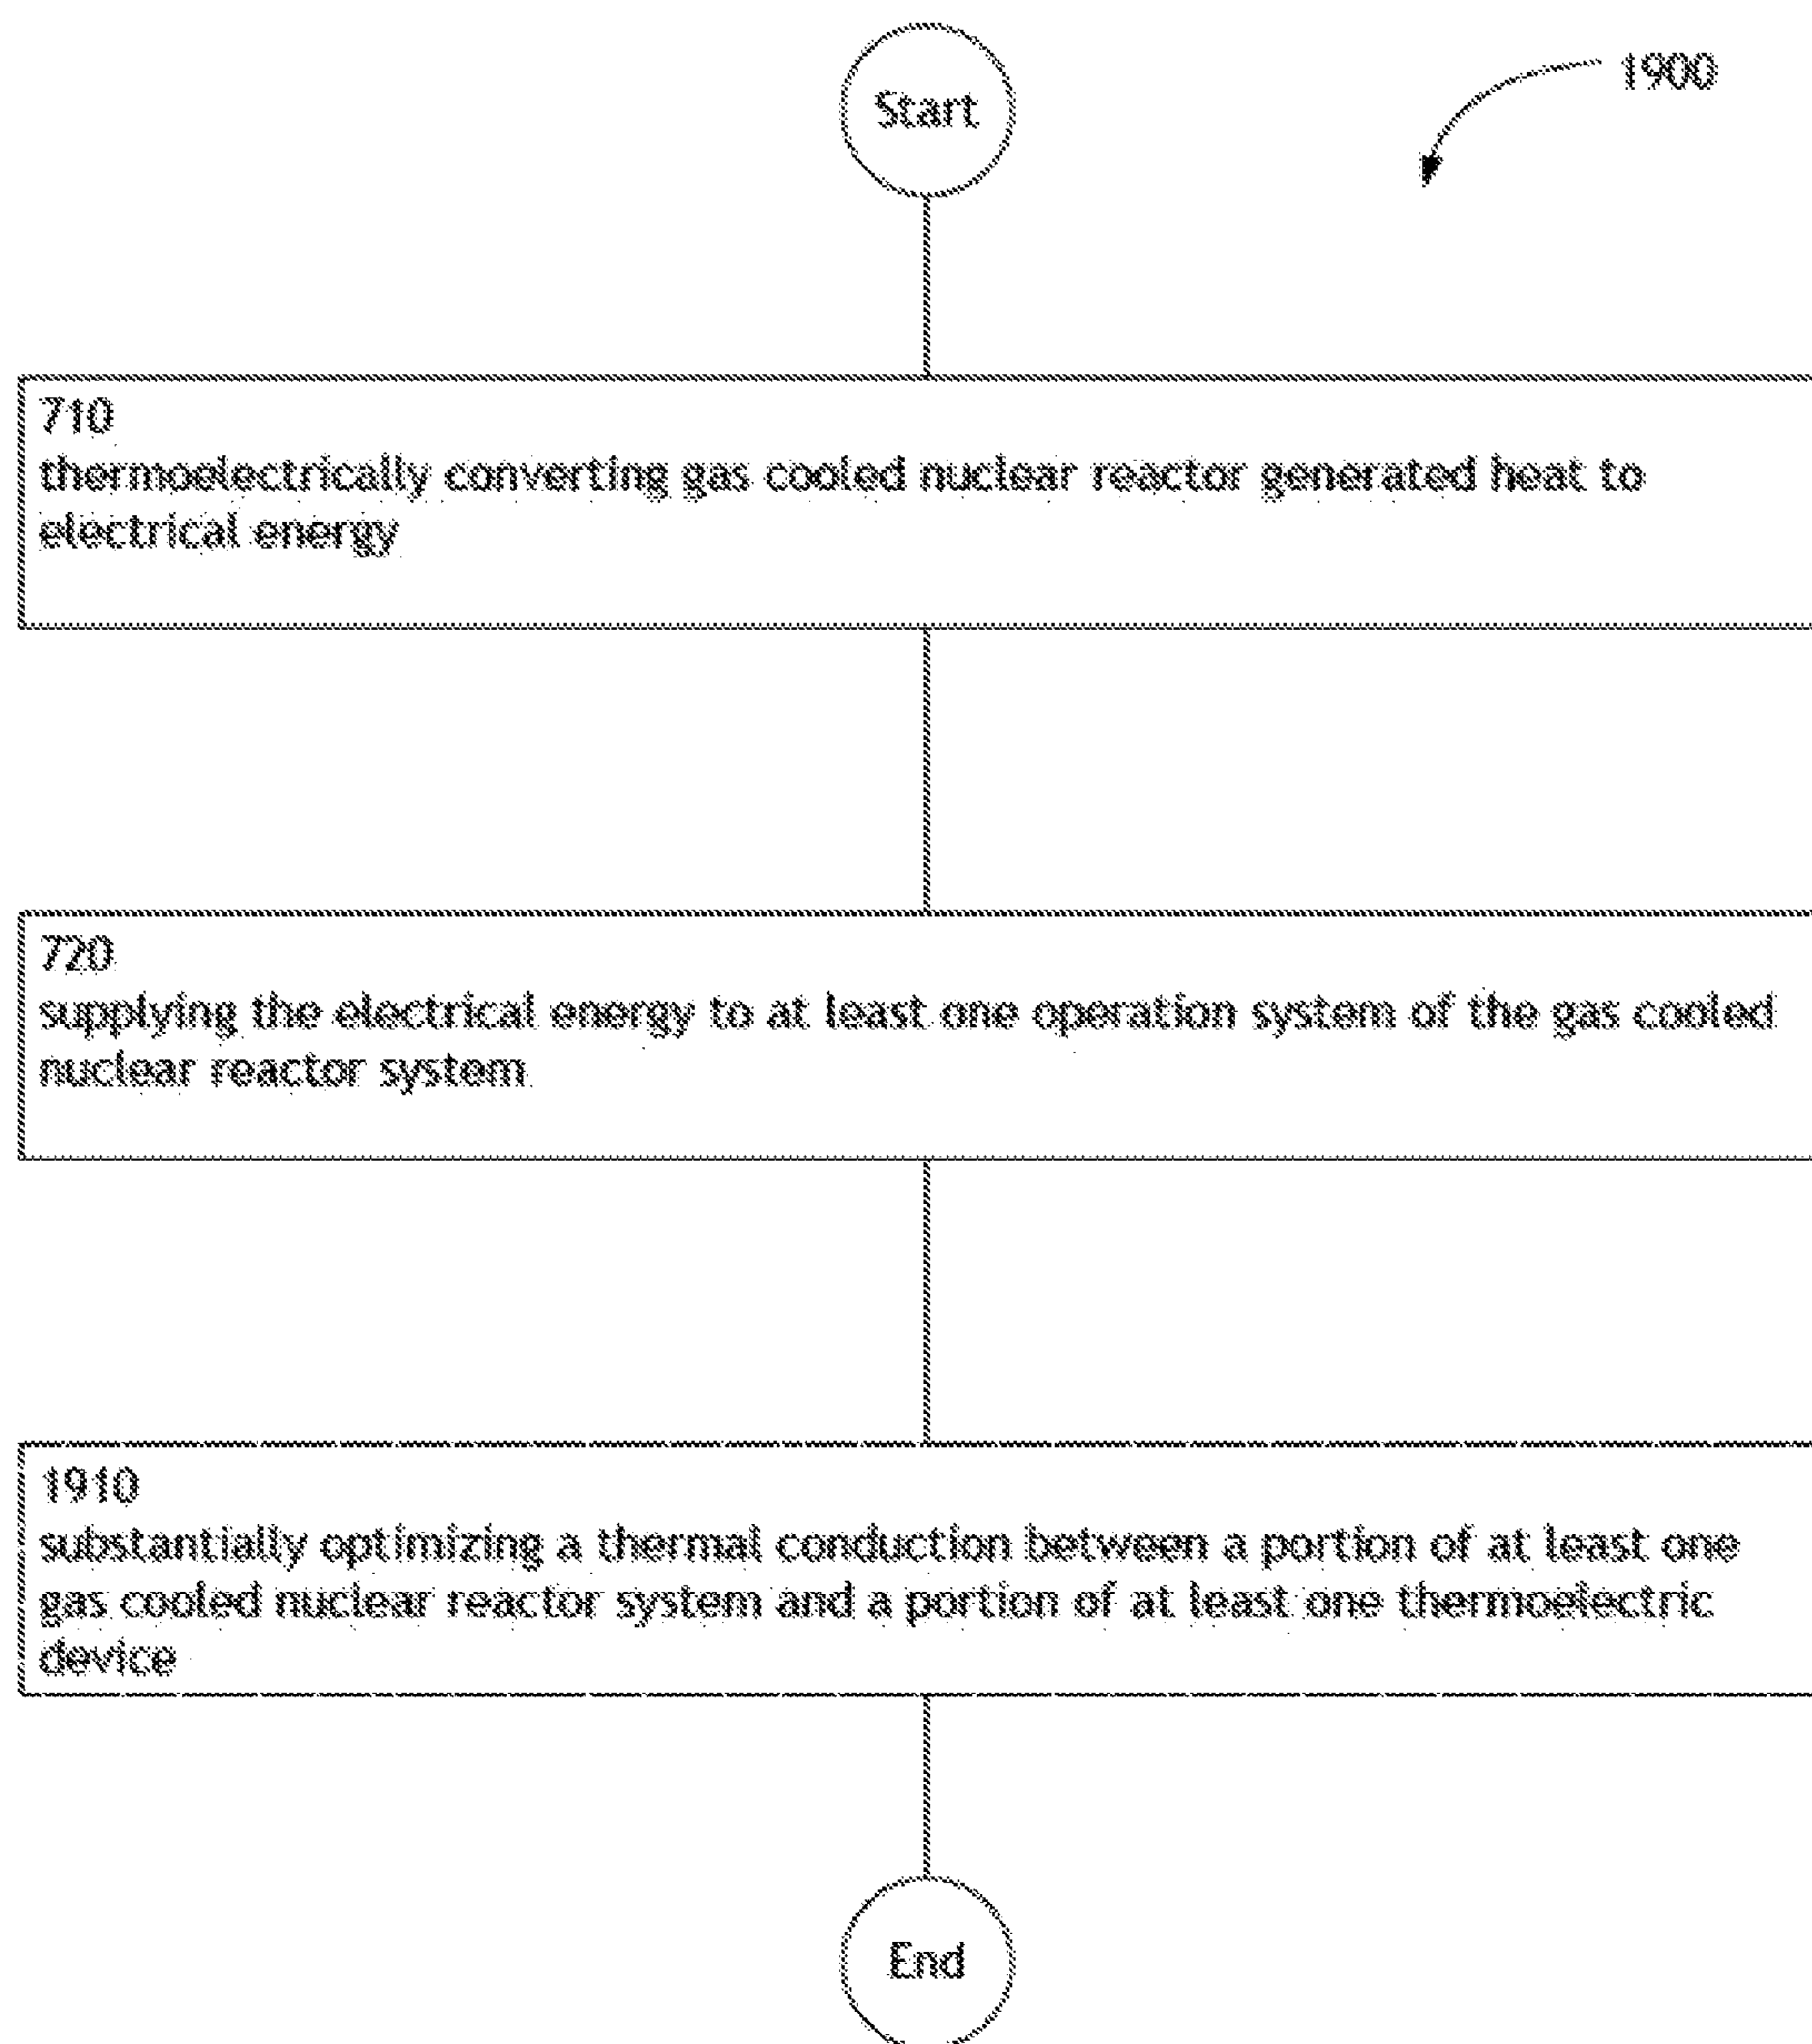 Start
1900
710
thermoelectrically converting gas cooled nuclear reactor generated heat to
electrical energy
720
supplying the electrical energy to at least one operation system of the gas cooled
nuclear reactor system
1910
substantially optimizing a thermal conduction between a portion of at least one
gas cooled nuclear reactor system and a portion of at least one thermoelectric
device
End